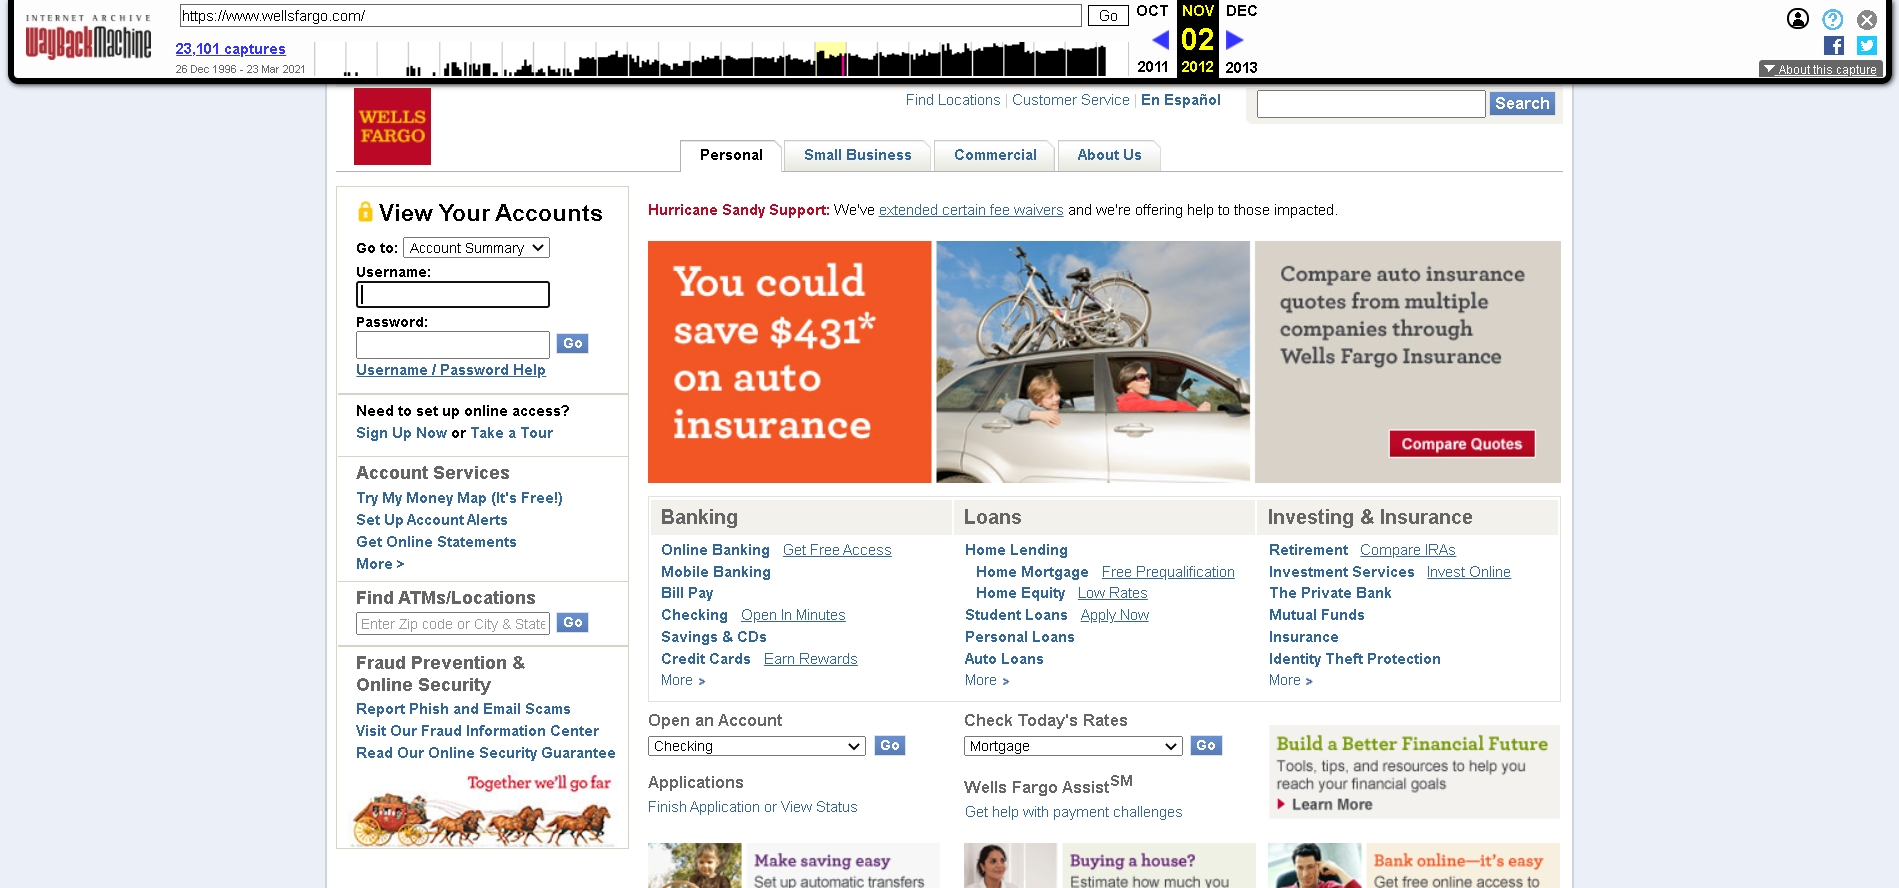 INTERNET ARCHIVE
WayBackMachine
https://www.wellsfargo.com/
Go
23,101 captures
26 Dec 1996 - 23 Mar 2021
OCT NOV DEC
02
2011 2012 2013
About this capture
WELLS
FARGO
Find Locations | Customer Service | En Español
Search
Personal
Small Business
Commercial
About Us
View Your Accounts
Go to: Account Summary
Username:
Password:
Go
Username / Password Help
Need to set up online access?
Sign Up Now or Take a Tour
Account Services
Try My Money Map (It's Free!)
Set Up Account Alerts
Get Online Statements
More >
Find ATMs/Locations
Enter Zip code or City & State
Go
Fraud Prevention &
Online Security
Report Phish and Email Scams
Visit Our Fraud Information Center
Read Our Online Security Guarantee
Together we'll go far
Hurricane Sandy Support: We've extended certain fee waivers and we're offering help to those impacted.
You could
save $431*
on auto
insurance
Compare auto insurance
quotes from multiple
companies through
Wells Fargo Insurance
Compare Quotes
Banking
Online Banking Get Free Access
Mobile Banking
Bill Pay
Checking Open In Minutes
Savings & CDs
Credit Cards Earn Rewards
More >
Loans
Home Lending
Home Mortgage Free Prequalification
Home Equity Low Rates
Student Loans Apply Now
Personal Loans
Auto Loans
More >
Investing & Insurance
Retirement Compare IRAs
Investment Services Invest Online
The Private Bank
Mutual Funds
Insurance
Identity Theft Protection
More >
Open an Account
Checking
Go
Applications
Finish Application or View Status
Check Today's Rates
Mortgage
Go
Wells Fargo Assist SM
Get help with payment challenges
Build a Better Financial Future
Tools, tips, and resources to help you
reach your financial goals
Learn More
Make saving easy
Set up automatic transfers
Buying a house?
Estimate how much you
Bank online—it's easy
Get free online access to